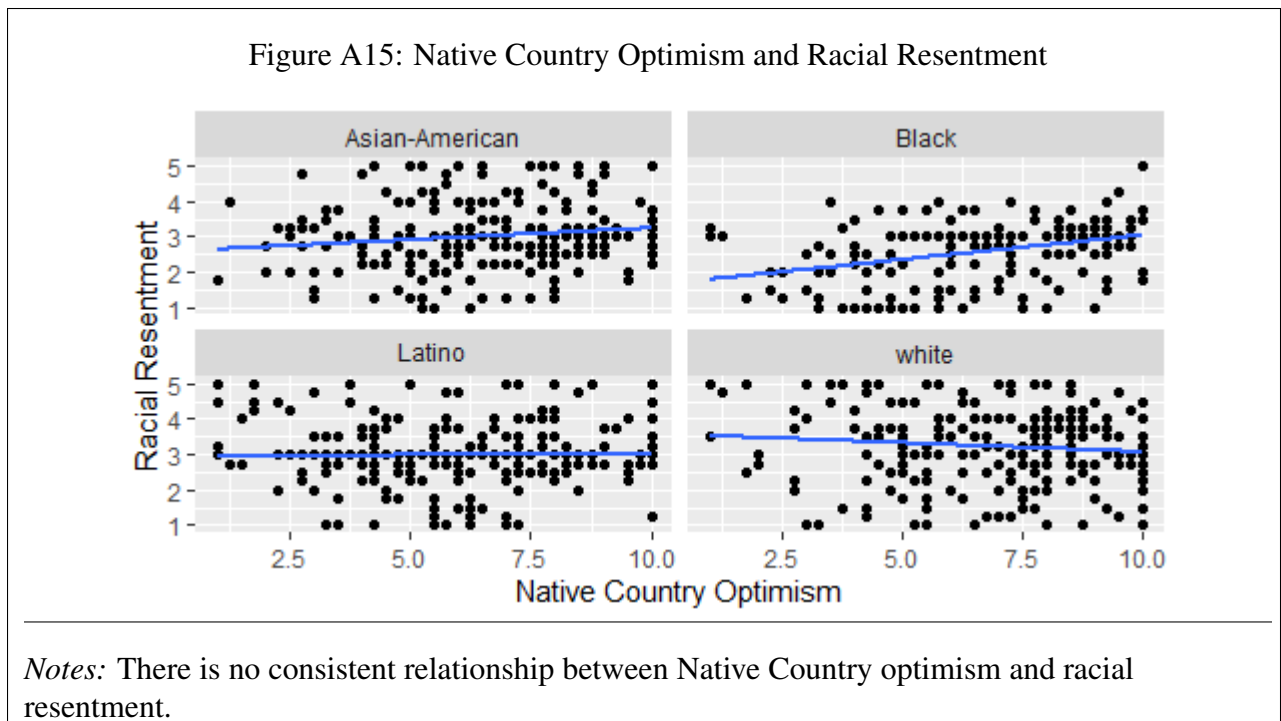 Figure A15: Native Country Optimism and Racial Resentment
Asian-American
Black
5
4
3
2
1
Latino
white
5
4
3
2
1
Racial Resentment
2.5
5.0
7.5
10.0
2.5
5.0
7.5
10.0
Native Country Optimism
Notes: There is no consistent relationship between Native Country optimism and racial
resentment.